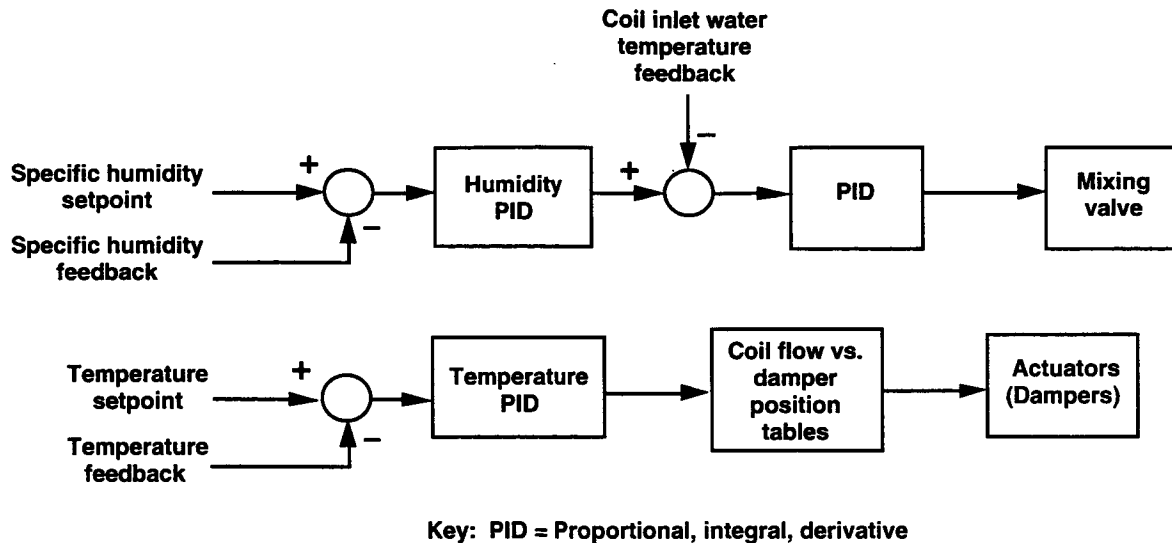 Coil inlet water
temperature
feedback
−
+
Specific humidity
setpoint
Humidity
PID
+
PID
Mixing
valve
−
Specific humidity
feedback
Temperature
setpoint
+
Temperature
PID
Coil flow vs.
damper
position
tables
Actuators
(Dampers)
−
Temperature
feedback
Key: PID = Proportional, integral, derivative